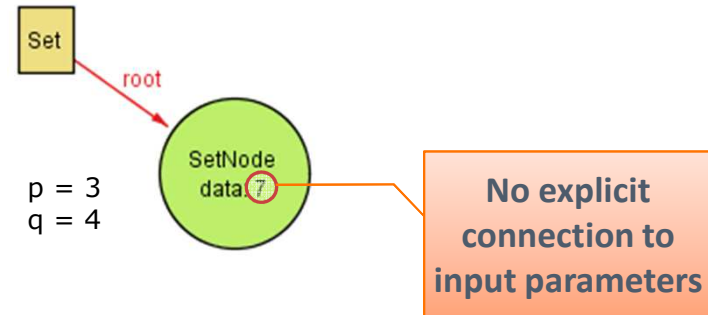 Set
root
SetNode
data: 7
p = 3
q = 4
No explicit
connection to
input parameters